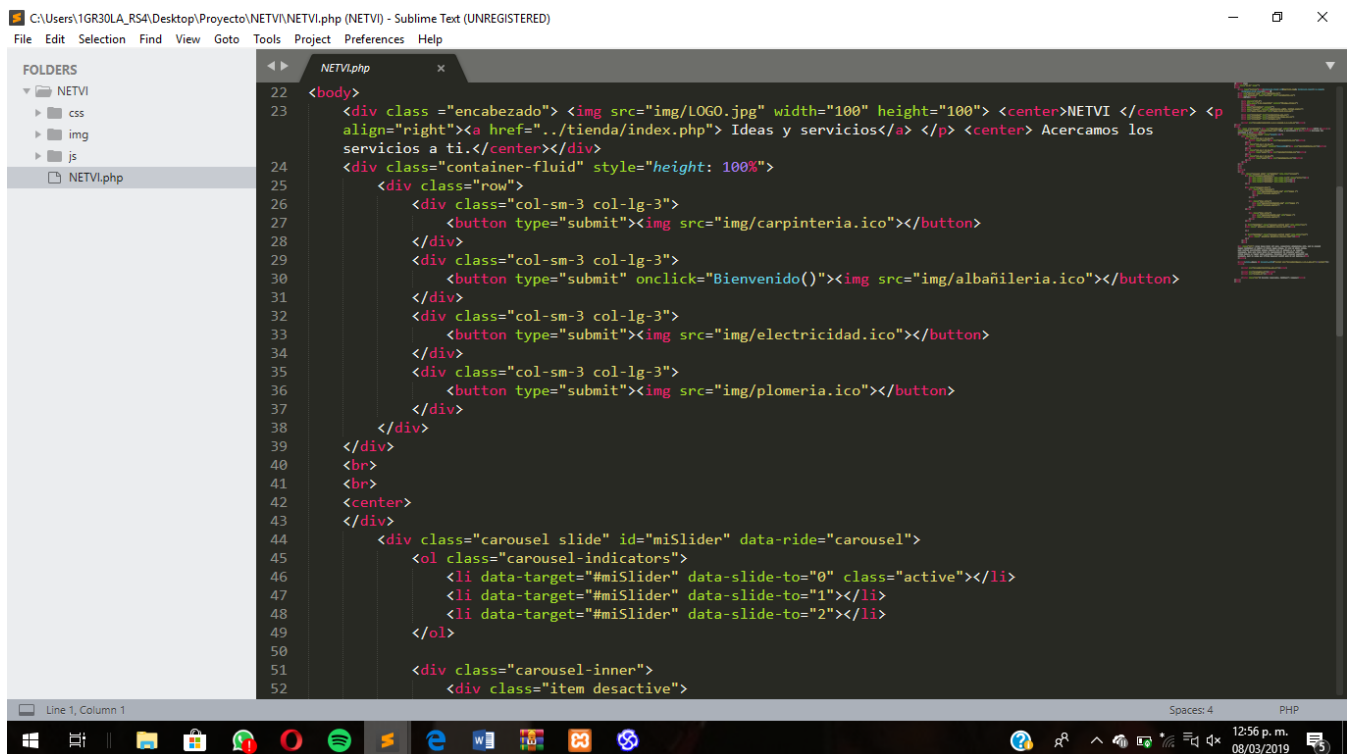 C:\Users\1GR30LA_RS4\Desktop\Proyecto\NETVI\NETVI.php (NETVI) - Sublime Text (UNREGISTERED)
File Edit Selection Find View Goto Tools Project Preferences Help
FOLDERS
NETVI
css
img
js
NETVI.php
NETVI.php ×
22 <body>
23 <div class ="encabezado"> <img src="img/LOGO.jpg" width="100" height="100"> <center>NETVI </center> <p
align="right"><a href="../tienda/index.php"> Ideas y servicios</a> </p> <center> Acercamos los
servicios a ti.</center></div>
24 <div class="container-fluid" style="height: 100%">
25 <div class="row">
26 <div class="col-sm-3 col-lg-3">
27 <button type="submit"><img src="img/carpinteria.ico"></button>
28 </div>
29 <div class="col-sm-3 col-lg-3">
30 <button type="submit" onclick="Bienvenido()"><img src="img/albañileria.ico"></button>
31 </div>
32 <div class="col-sm-3 col-lg-3">
33 <button type="submit"><img src="img/electricidad.ico"></button>
34 </div>
35 <div class="col-sm-3 col-lg-3">
36 <button type="submit"><img src="img/plomeria.ico"></button>
37 </div>
38 </div>
39 </div>
40 <br>
41 <br>
42 <center>
43 </div>
44 <div class="carousel slide" id="miSlider" data-ride="carousel">
45 <ol class="carousel-indicators">
46 <li data-target="#miSlider" data-slide-to="0" class="active"></li>
47 <li data-target="#miSlider" data-slide-to="1"></li>
48 <li data-target="#miSlider" data-slide-to="2"></li>
49 </ol>
50
51 <div class="carousel-inner">
52 <div class="item desactive">
Line 1, Column 1
Spaces: 4
PHP
12:56 p. m.
08/03/2019